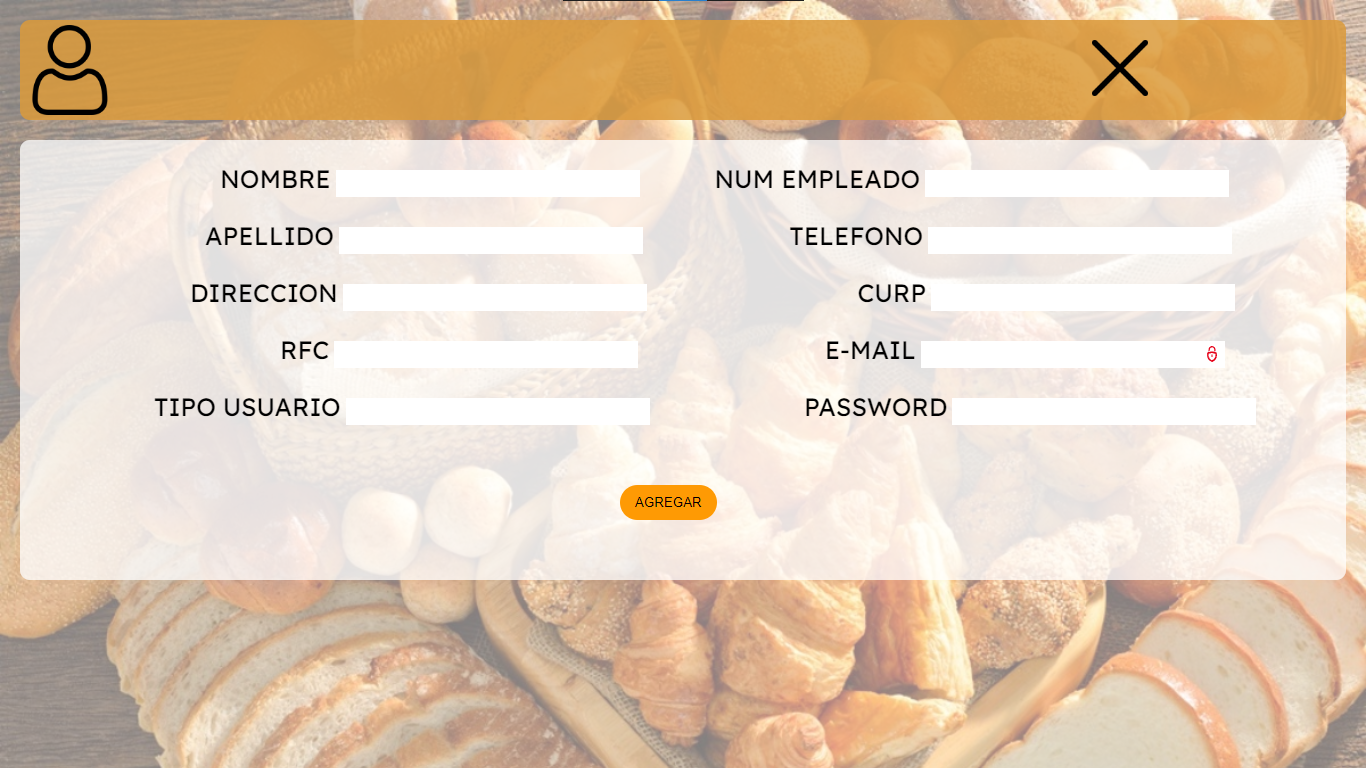 NOMBRE
NUM EMPLEADO
APELLIDO
TELEFONO
DIRECCION
CURP
RFC
E-MAIL
TIPO USUARIO
PASSWORD
AGREGAR